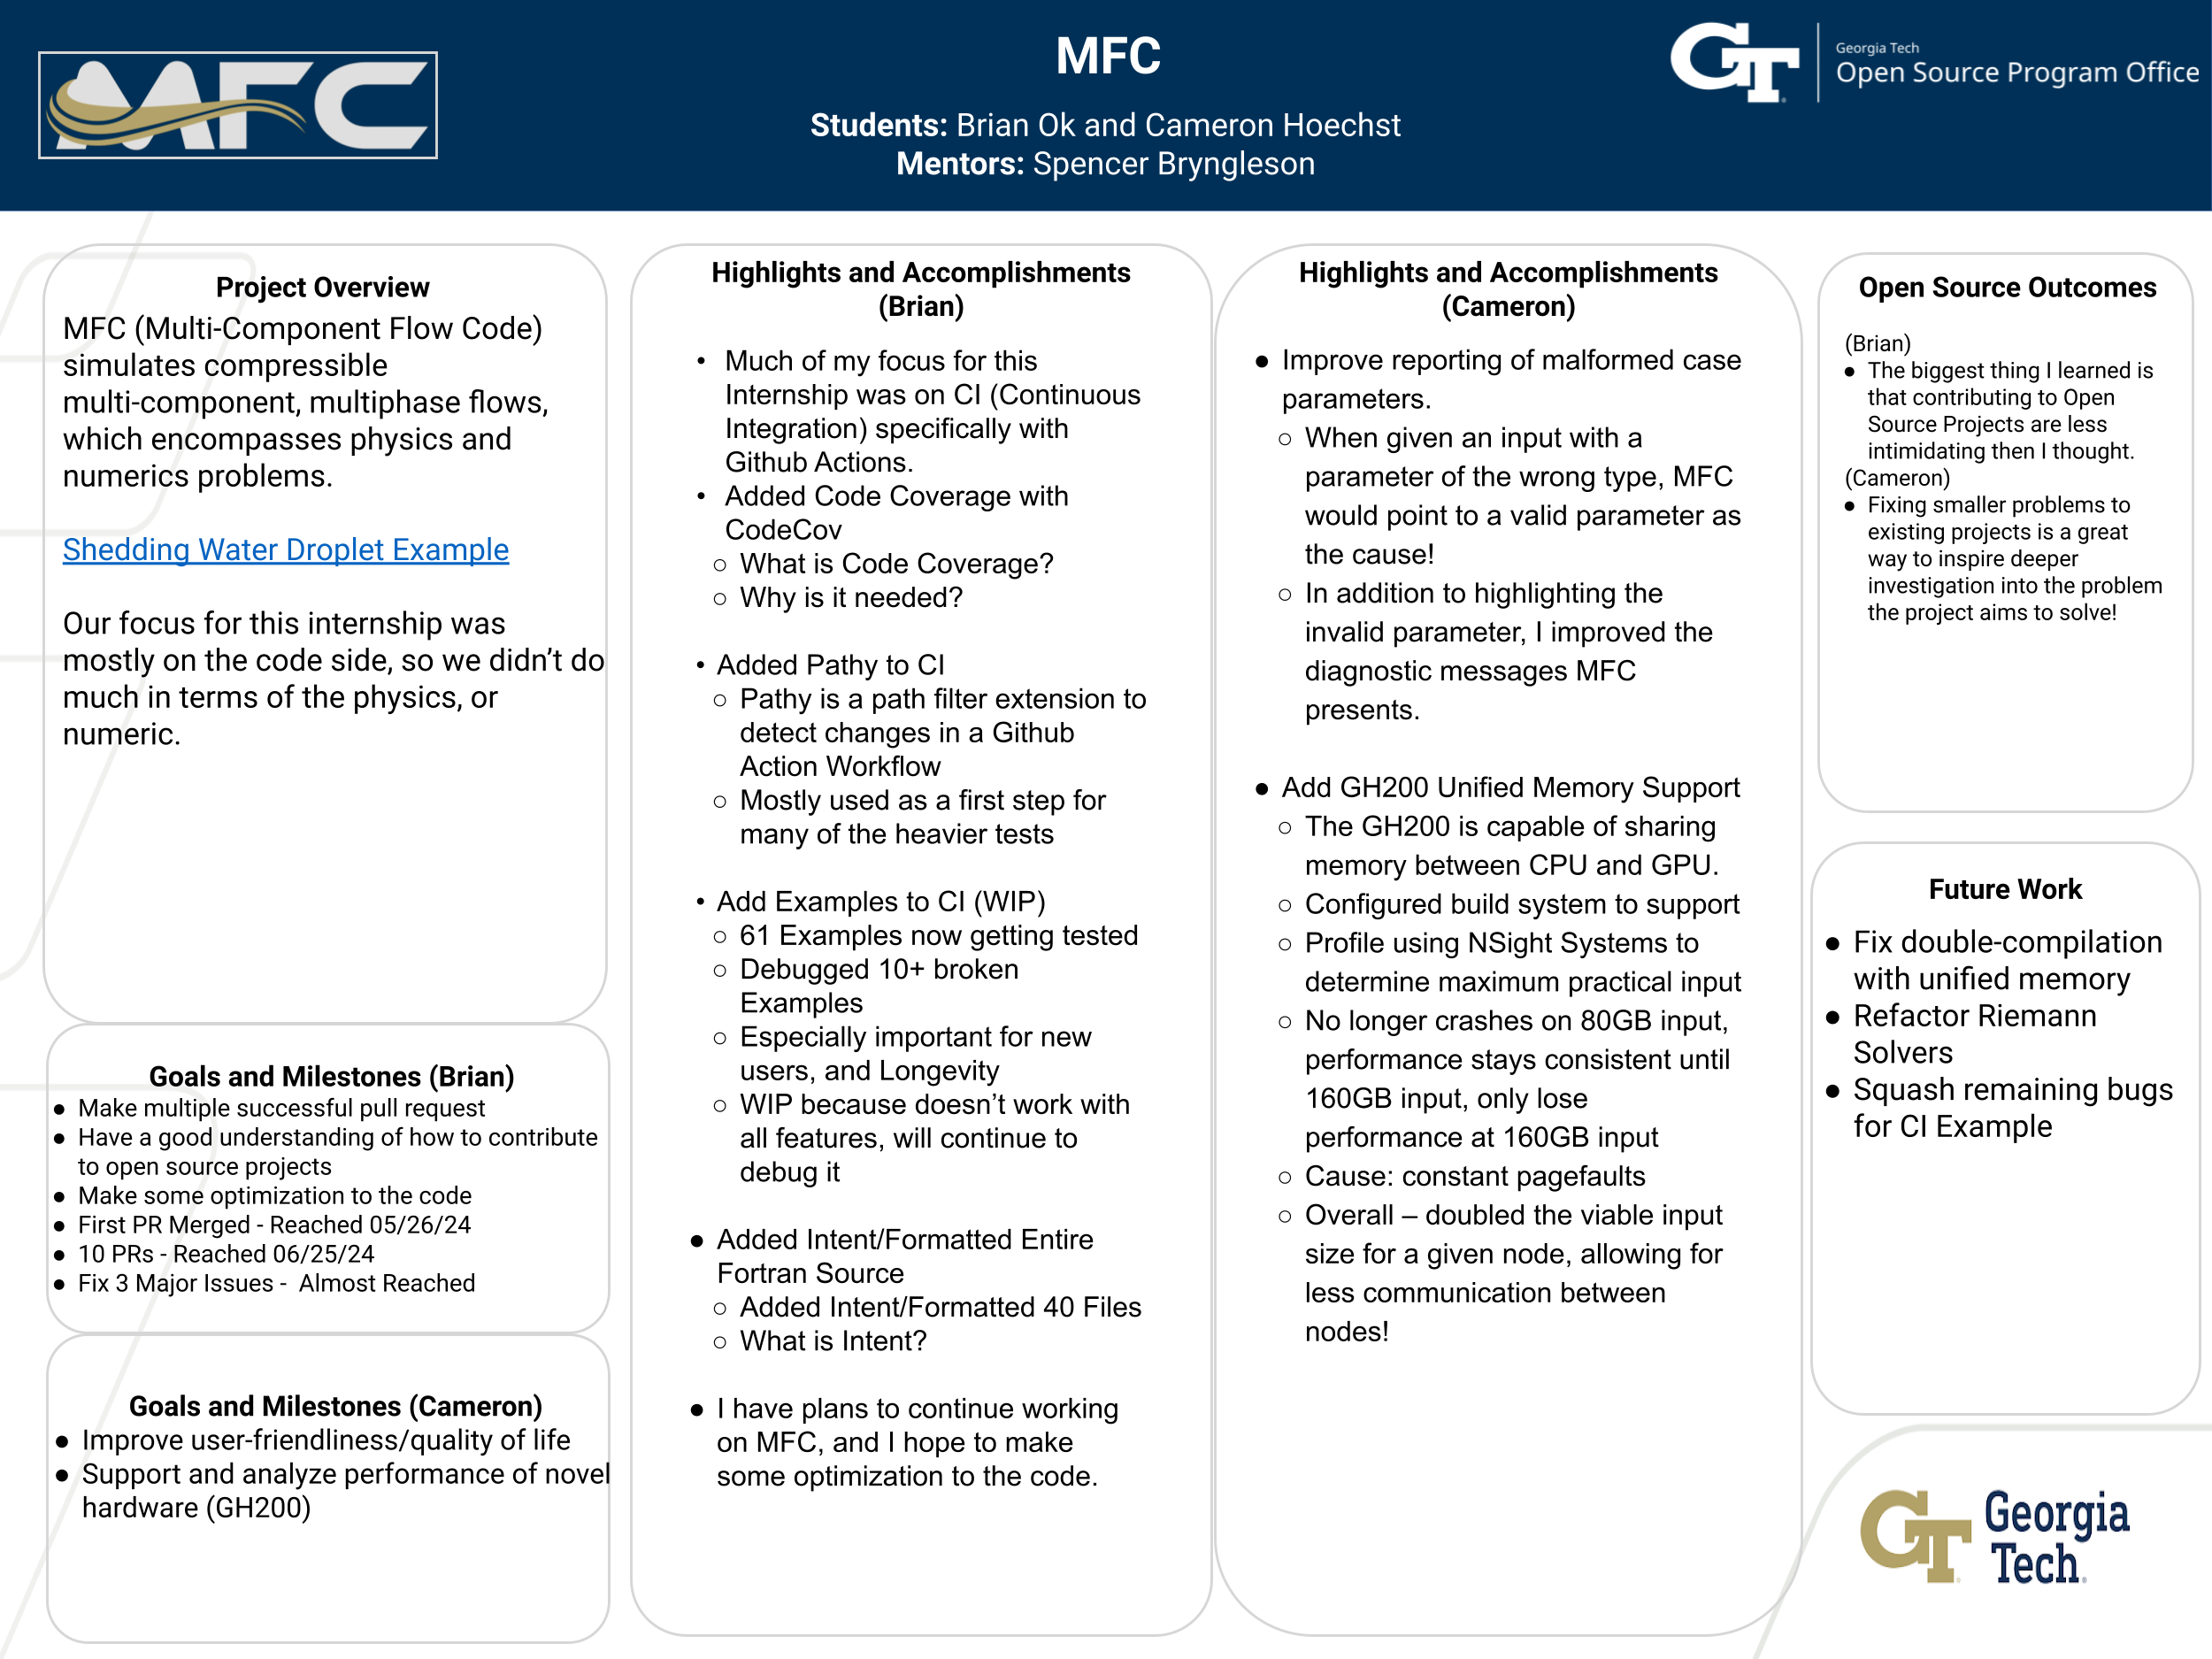 MFC
MFC
Students: Brian Ok and Cameron Hoechst
Mentors: Spencer Bryngleson
GT
Georgia Tech
Open Source Program Office
Project Overview
MFC (Multi-Component Flow Code)
simulates compressible
multi-component, multiphase flows,
which encompasses physics and
numerics problems.
Shedding Water Droplet Example
Our focus for this internship was
mostly on the code side, so we didn't do
much in terms of the physics, or
numeric.
Goals and Milestones (Brian)
● Make multiple successful pull request
● Have a good understanding of how to contribute
to open source projects
● Make some optimization to the code
● First PR Merged - Reached 05/26/24
● 10 PRs - Reached 06/25/24
● Fix 3 Major Issues -  Almost Reached
Goals and Milestones (Cameron)
● Improve user-friendliness/quality of life
● Support and analyze performance of novel
hardware (GH200)
Highlights and Accomplishments
(Brian)
• Much of my focus for this
Internship was on CI (Continuous
Integration) specifically with
Github Actions.
• Added Code Coverage with
CodeCov
○ What is Code Coverage?
○ Why is it needed?
• Added Pathy to CI
○ Pathy is a path filter extension to
detect changes in a Github
Action Workflow
○ Mostly used as a first step for
many of the heavier tests
• Add Examples to CI (WIP)
○ 61 Examples now getting tested
○ Debugged 10+ broken
Examples
○ Especially important for new
users, and Longevity
○ WIP because doesn't work with
all features, will continue to
debug it
● Added Intent/Formatted Entire
Fortran Source
○ Added Intent/Formatted 40 Files
○ What is Intent?
● I have plans to continue working
on MFC, and I hope to make
some optimization to the code.
Highlights and Accomplishments
(Cameron)
● Improve reporting of malformed case
parameters.
○ When given an input with a
parameter of the wrong type, MFC
would point to a valid parameter as
the cause!
○ In addition to highlighting the
invalid parameter, I improved the
diagnostic messages MFC
presents.
● Add GH200 Unified Memory Support
○ The GH200 is capable of sharing
memory between CPU and GPU.
○ Configured build system to support
○ Profile using NSight Systems to
determine maximum practical input
○ No longer crashes on 80GB input,
performance stays consistent until
160GB input, only lose
performance at 160GB input
○ Cause: constant pagefaults
○ Overall – doubled the viable input
size for a given node, allowing for
less communication between
nodes!
Open Source Outcomes
(Brian)
● The biggest thing I learned is
that contributing to Open
Source Projects are less
intimidating then I thought.
(Cameron)
● Fixing smaller problems to
existing projects is a great
way to inspire deeper
investigation into the problem
the project aims to solve!
Future Work
● Fix double-compilation
with unified memory
● Refactor Riemann
Solvers
● Squash remaining bugs
for CI Example
GT
Georgia
Tech